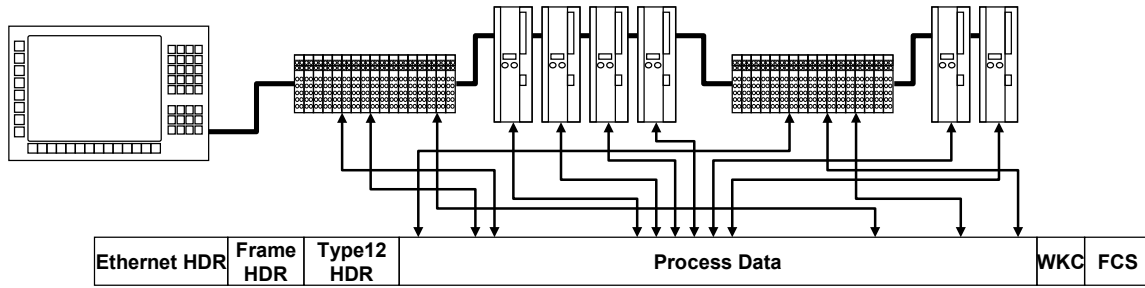 Ethernet HDR
Frame
HDR
Type12
HDR
Process Data
WKC
FCS